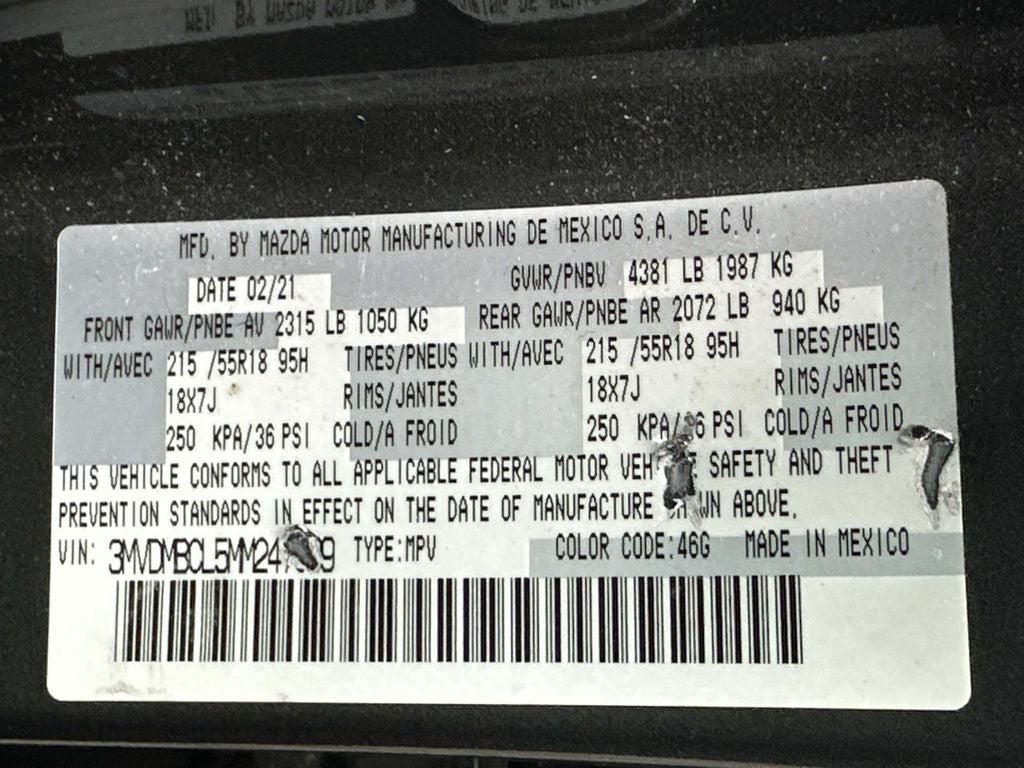 MFD. BY MAZDA MOTOR MANUFACTURING DE MEXICO S.A. DE C.V.
DATE 02/21 GVWR/PNBV 4381 LB 1987 KG
FRONT GAWR/PNBE AV 2315 LB 1050 KG REAR GAWR/PNBE AR 2072 LB 940 KG
WITH/AVEC 215 /55R18 95H TIRES/PNEUS WITH/AVEC 215 /55R18 95H TIRES/PNEUS
18X7J RIMS/JANTES 18X7J RIMS/JANTES
250 KPA/36 PSI COLD/A FROID 250 PSI COLD/A FROID
THIS VEHICLE CONFORMS TO ALL APPLICABLE FEDERAL MOTOR SAFETY AND THEFT
PREVENTION STANDARDS IN EFFECT ON THE DATE OF MANUFACTURE ABOVE.
VIN: TYPE:MPV COLOR CODE:46G MADE IN MEXICO